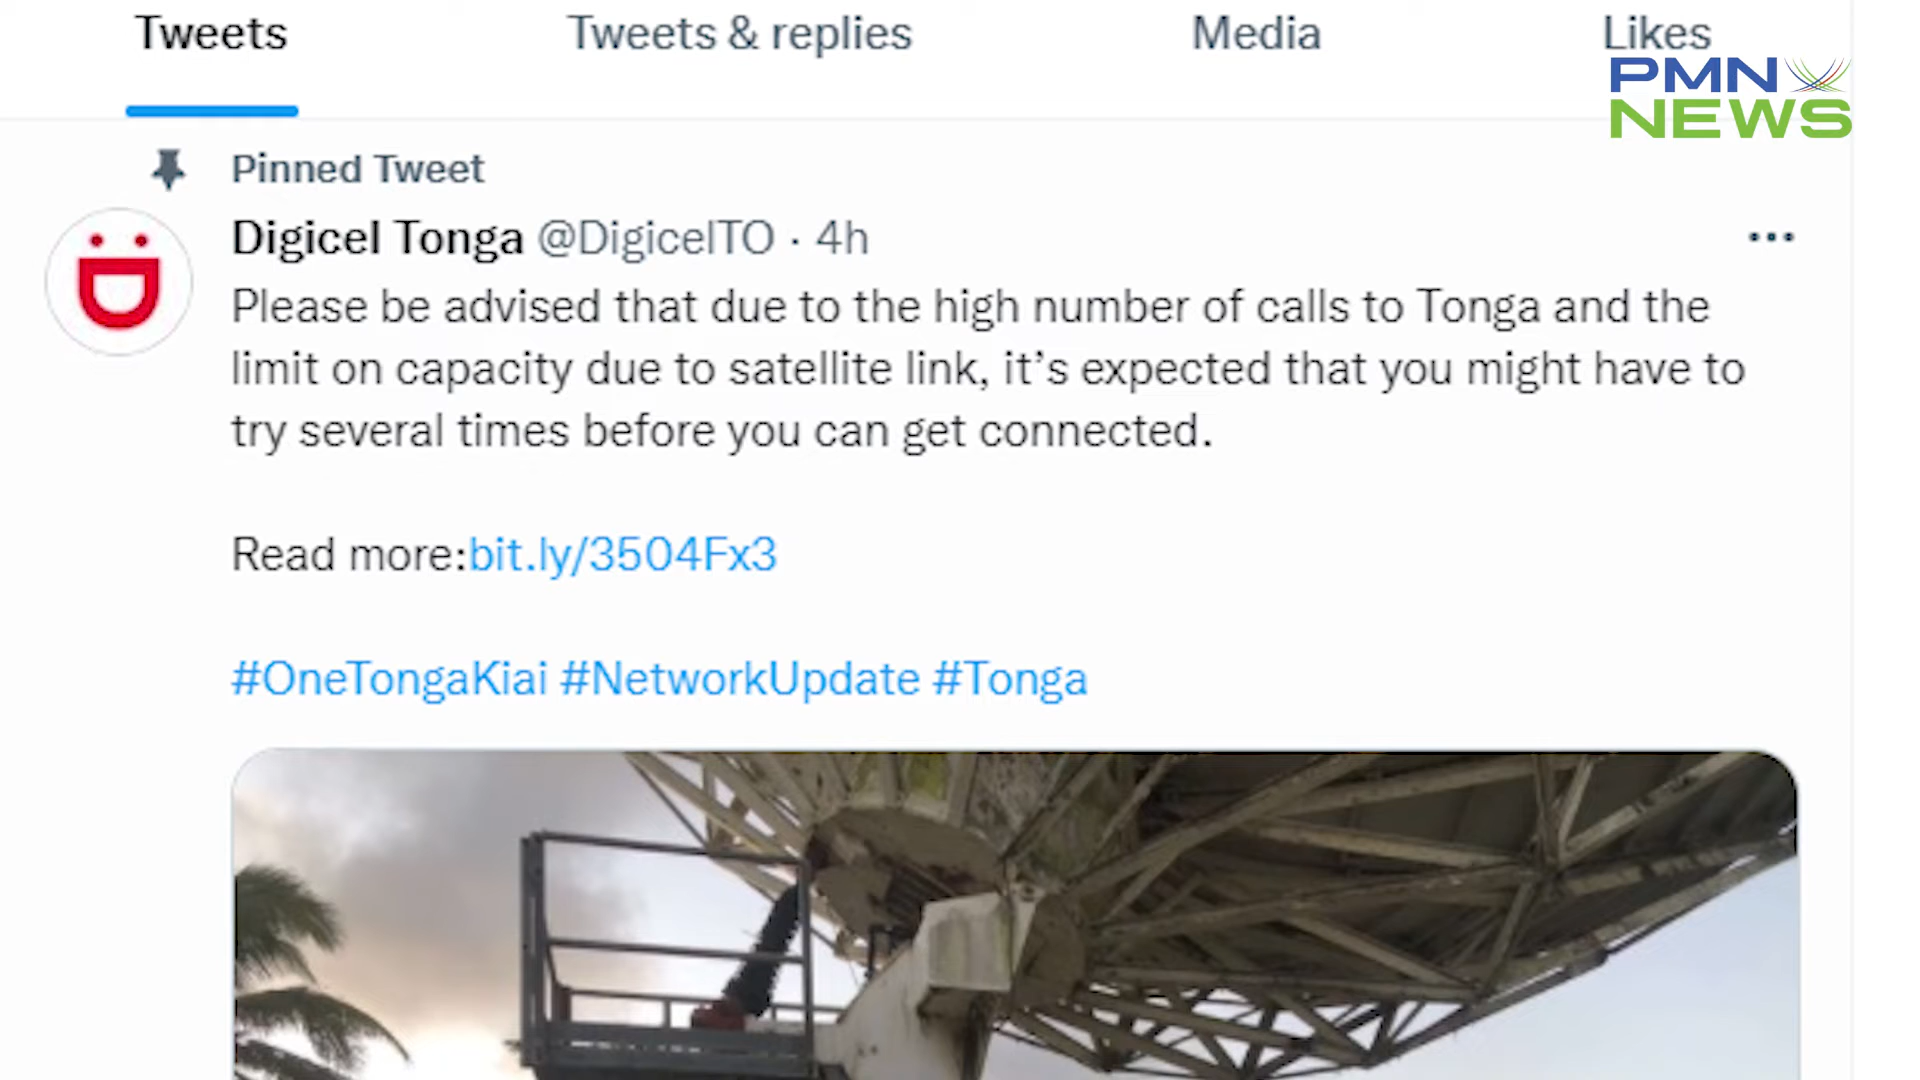 Tweets
Tweets & replies
Media
Likes
PMN
NEWS
Pinned Tweet
Digicel Tonga @DigicelTO · 4h
Please be advised that due to the high number of calls to Tonga and the
limit on capacity due to satellite link, it’s expected that you might have to
try several times before you can get connected.
Read more:bit.ly/3504Fx3
#OneTongaKiai #NetworkUpdate #Tonga